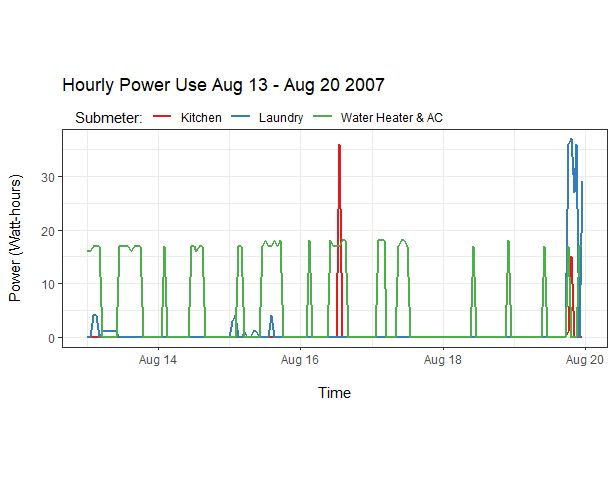 Hourly Power Use Aug 13 - Aug 20 2007
Submeter: Kitchen Laundry Water Heater & AC
Power (Watt-hours)
30
20
10
0
Aug 14 Aug 16 Aug 18 Aug 20
Time